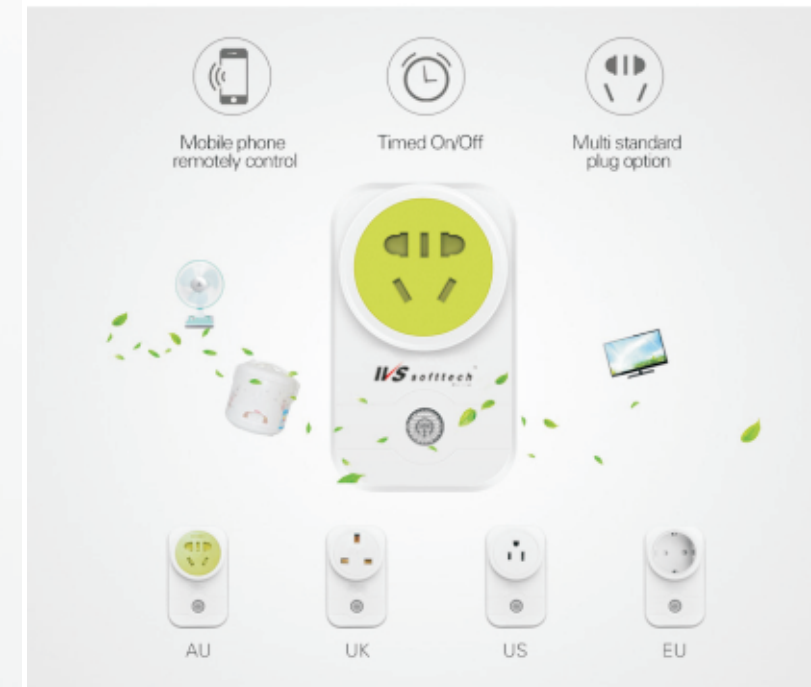 Mobile phone
remotely control
Timed On/Off
Multi standard
plug option
IVS softtech
AU
UK
US
EU